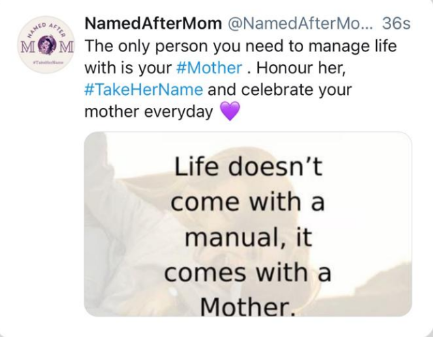 NAMED AFTER
MOM
#TakeHerName
NamedAfterMom @NamedAfterMo... 36s
The only person you need to manage life
with is your #Mother . Honour her,
#TakeHerName and celebrate your
mother everyday 💜
Life doesn't
come with a
manual, it
comes with a
Mother.